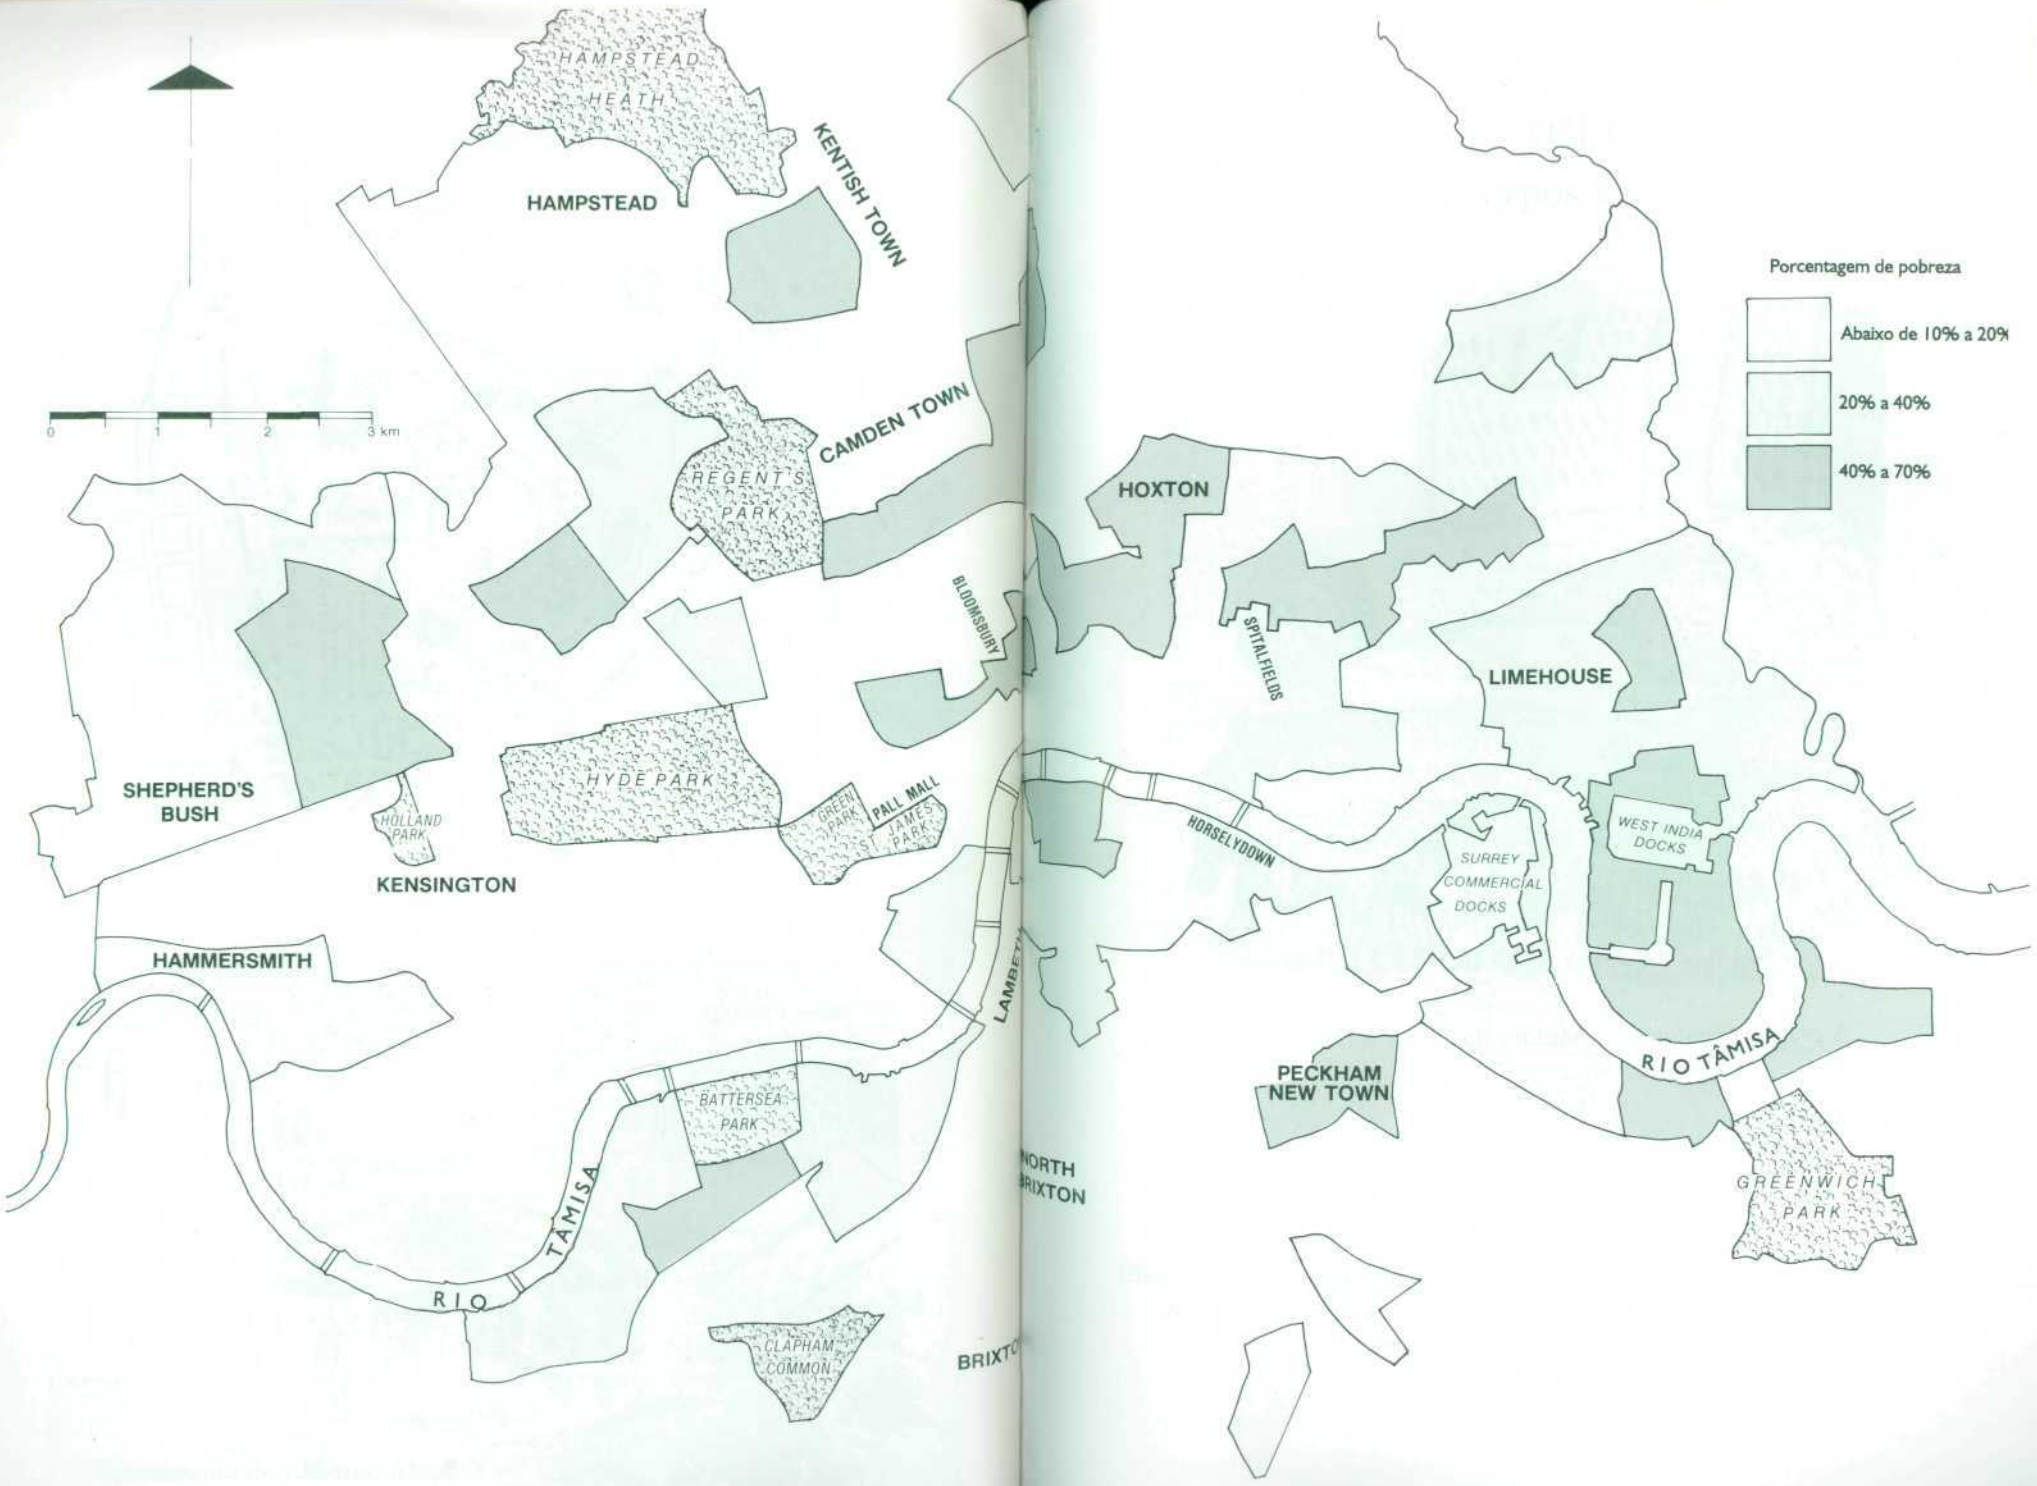 HAMPSTEAD
HEATH
KENTISH TOWN
HAMPSTEAD
Porcentagem de pobreza
Abaixo de 10% a 20%
20% a 40%
40% a 70%
0 1 2 3 km
CAMDEN TOWN
REGENT'S
PARK
HOXTON
BLOOMSBURY
SPITALFIELDS
LIMEHOUSE
SHEPHERD'S
BUSH
HOLLAND
PARK
HYDE PARK
GREEN
PARK
PALL MALL
ST. JAMES
PARK
KENSINGTON
HORSELYDOWN
WEST INDIA
DOCKS
SURREY
COMMERCIAL
DOCKS
HAMMERSMITH
LAMBETH
RIO TÂMISA
PECKHAM
NEW TOWN
BATTERSEA
PARK
NORTH
BRIXTON
GREENWICH
PARK
RIO TÂMISA
CLAPHAM
COMMON
BRIXTO